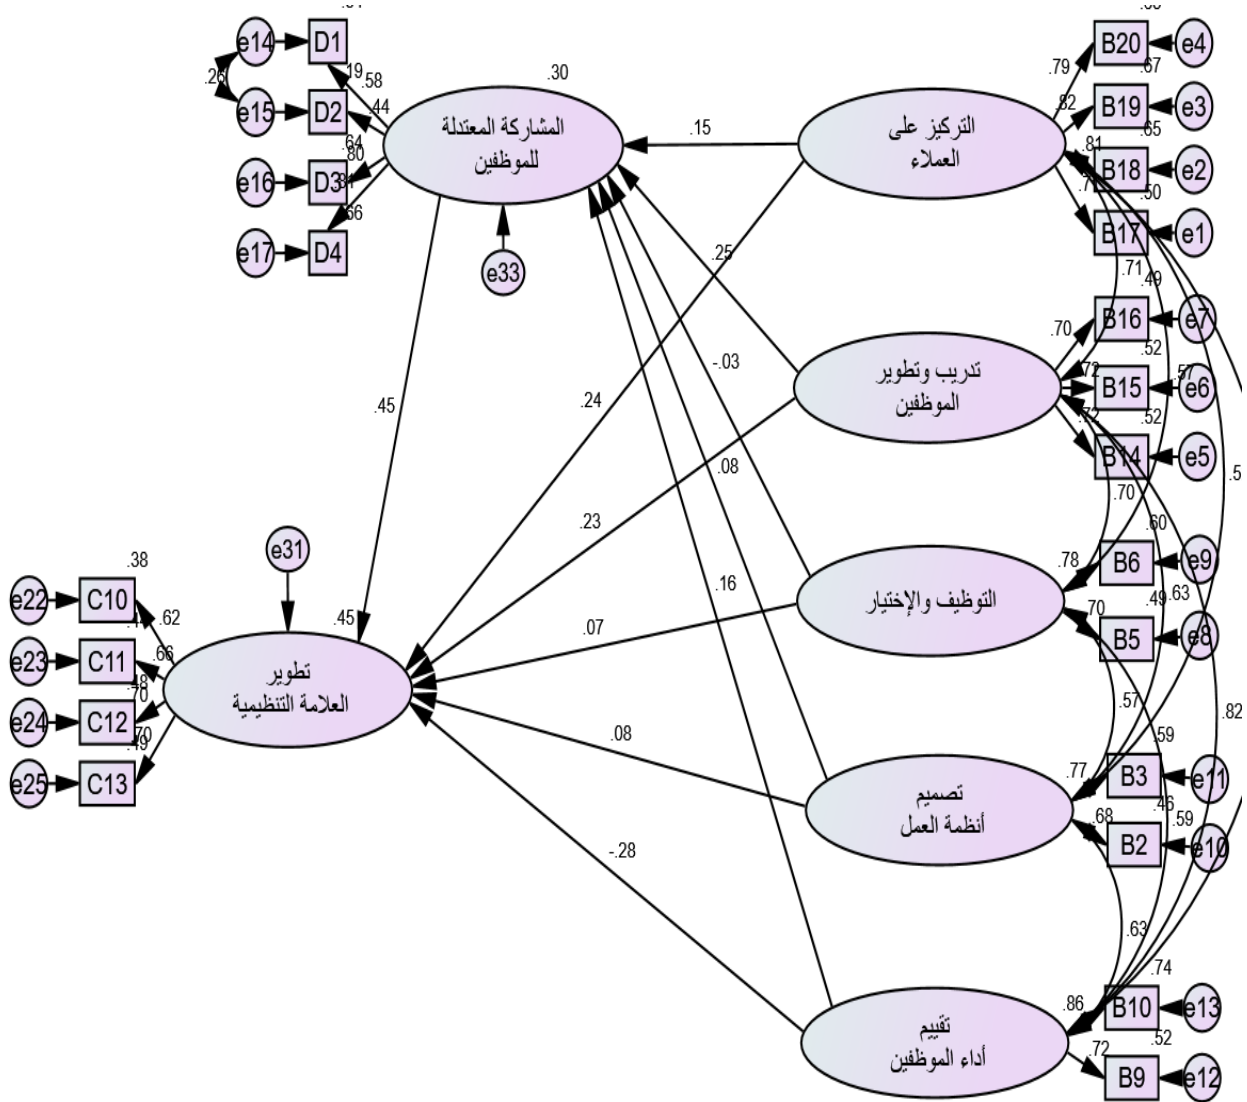 e14
D1
.58
.26
e15
D2
.44
.64
.80
e16
D3
.66
e17
D4
.30
المشاركة المعتدلة
للموظفين
e33
.15
التركيز على
العملاء
B20
e4
.79
.67
B19
e3
.82
.65
B18
e2
.81
.50
B17
e1
.25
.71
.49
B16
e7
.70
.52
تدريب وتطوير
الموظفين
B15
e6
.72
.57
.52
B14
e5
.72
-.03
.45
.24
.08
.70
.60
.23
e31
.45
B6
e9
.78
التوظيف والإختيار
.16
.49
.63
B5
e8
.70
.07
.38
e22
C10
.62
e23
C11
.66
.48
e24
C12
.70
.70
.49
e25
C13
تطوير
العلامة التنظيمية
.57
.82
.08
.59
B3
e11
.77
تصميم
أنظمة العمل
.46
.59
B2
e10
.68
-.28
.63
.74
B10
e13
.86
تقييم
أداء الموظفين
.52
B9
e12
.72